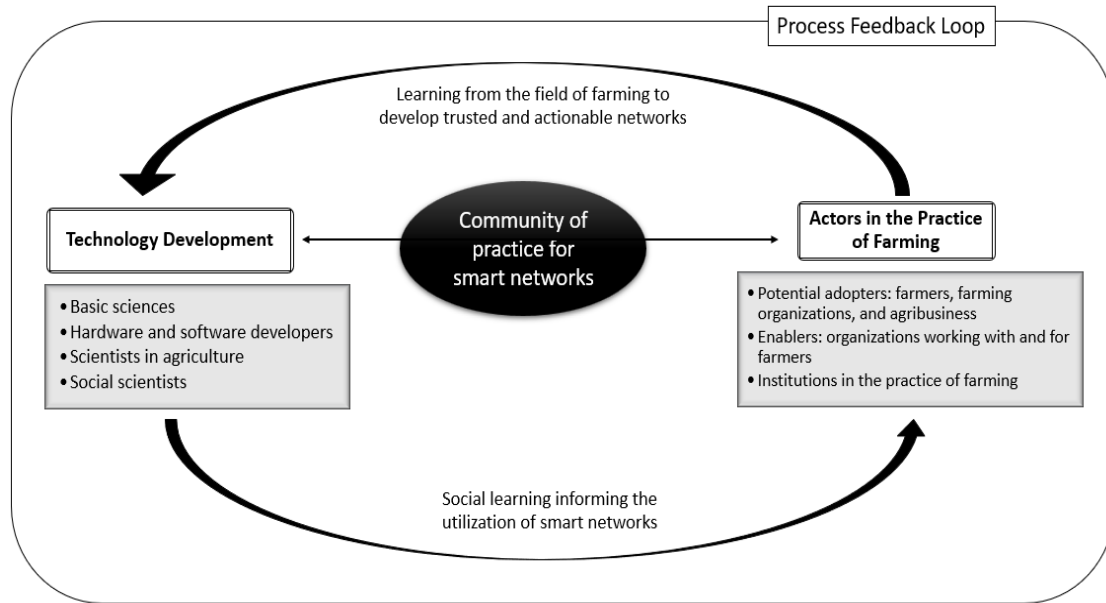 Process Feedback Loop
Learning from the field of farming to
develop trusted and actionable networks
Technology Development
Community of
practice for
smart networks
Actors in the Practice
of Farming
• Basic sciences
• Hardware and software developers
• Scientists in agriculture
• Social scientists
• Potential adopters: farmers, farming
organizations, and agribusiness
• Enablers: organizations working with and for
farmers
• Institutions in the practice of farming
Social learning informing the
utilization of smart networks